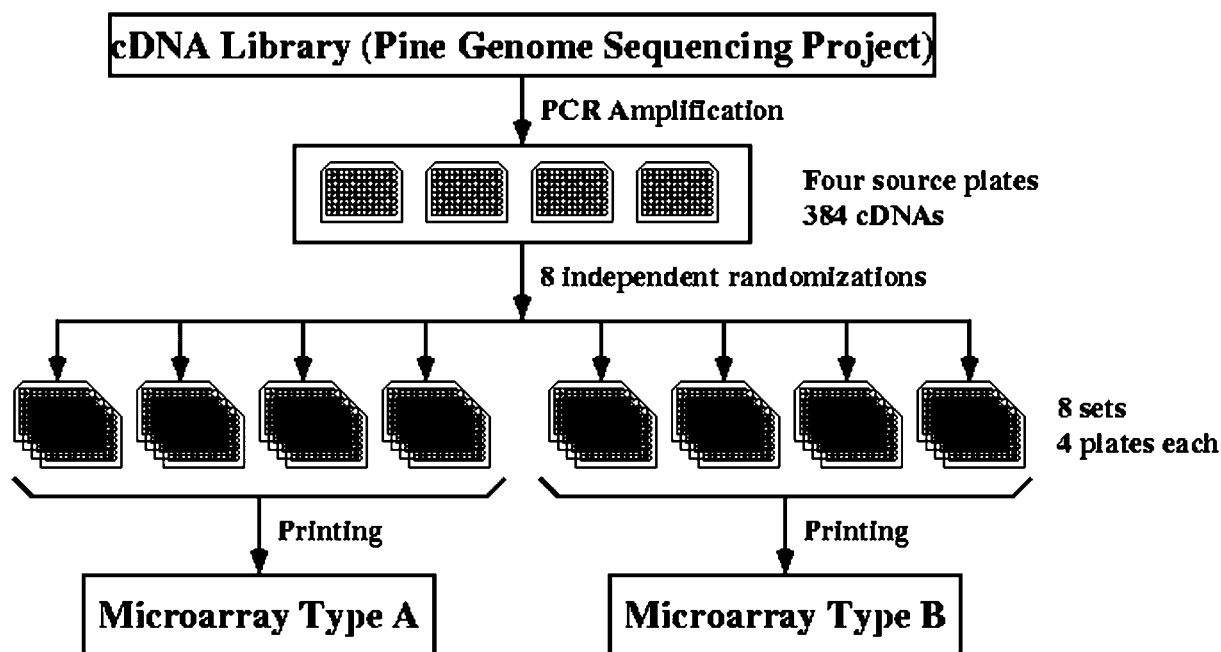 cDNA Library (Pine Genome Sequencing Project)
PCR Amplification
Four source plates
384 cDNAs
8 independent randomizations
8 sets
4 plates each
Printing
Printing
Microarray Type A
Microarray Type B